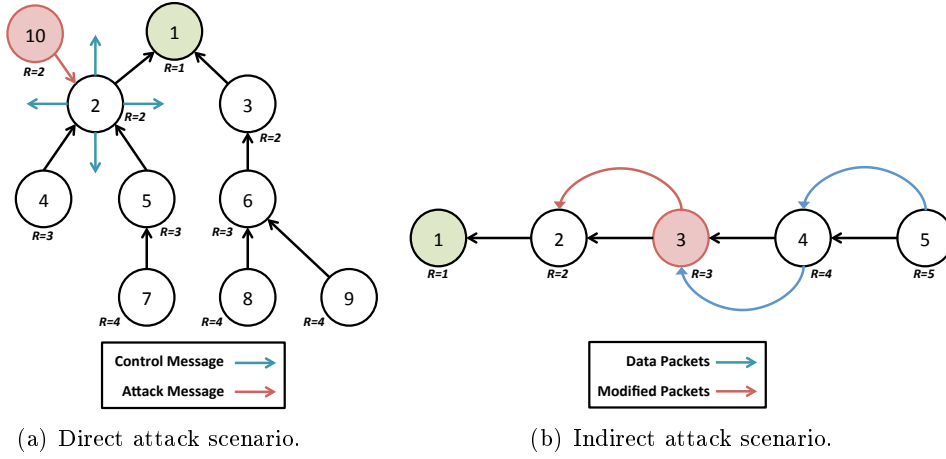 10
1
R=2
R=1
2
3
R=2
R=2
4
5
6
R=3
R=3
R=3
7
8
9
R=4
R=4
R=4
Control Message
Attack Message
(a) Direct attack scenario.
1
2
3
4
5
R=1
R=2
R=3
R=4
R=5
Data Packets
Modified Packets
(b) Indirect attack scenario.